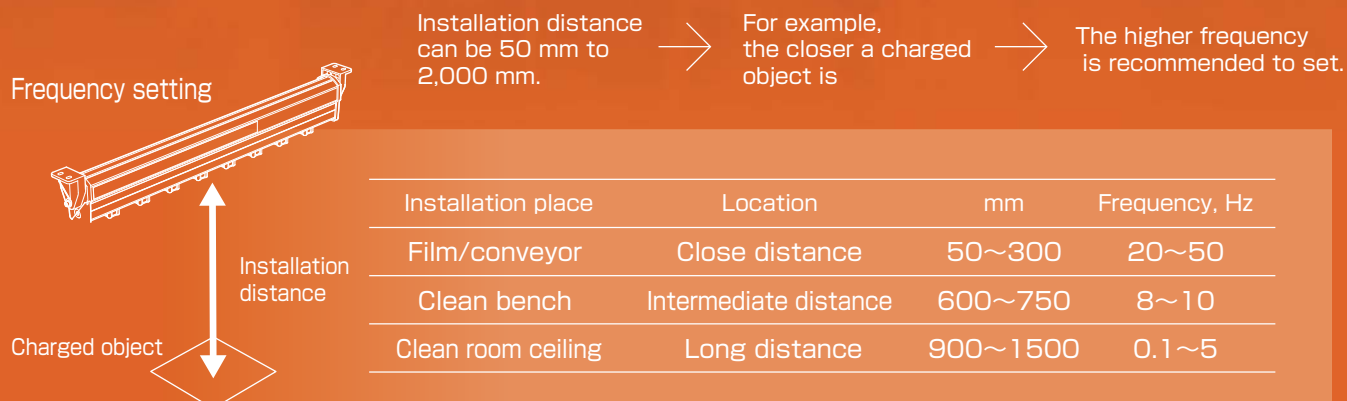 Installation distance
can be 50 mm to
2,000 mm.
For example,
the closer a charged
object is
The higher frequency
is recommended to set.
Frequency setting
Installation
distance
Charged object
Installation place Location mm Frequency, Hz
Film/conveyor Close distance 50～300 20～50
Clean bench Intermediate distance 600～750 8～10
Clean room ceiling Long distance 900～1500 0.1～5